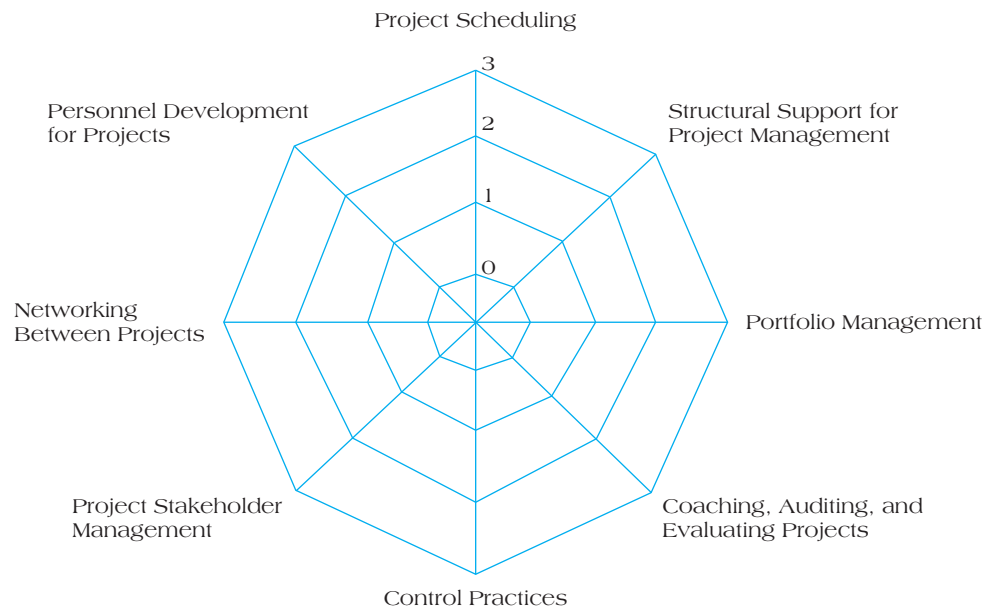 Project Scheduling
3
Personnel Development
for Projects
Structural Support for
Project Management
2
1
0
Networking
Between Projects
Portfolio Management
Project Stakeholder
Management
Coaching, Auditing, and
Evaluating Projects
Control Practices